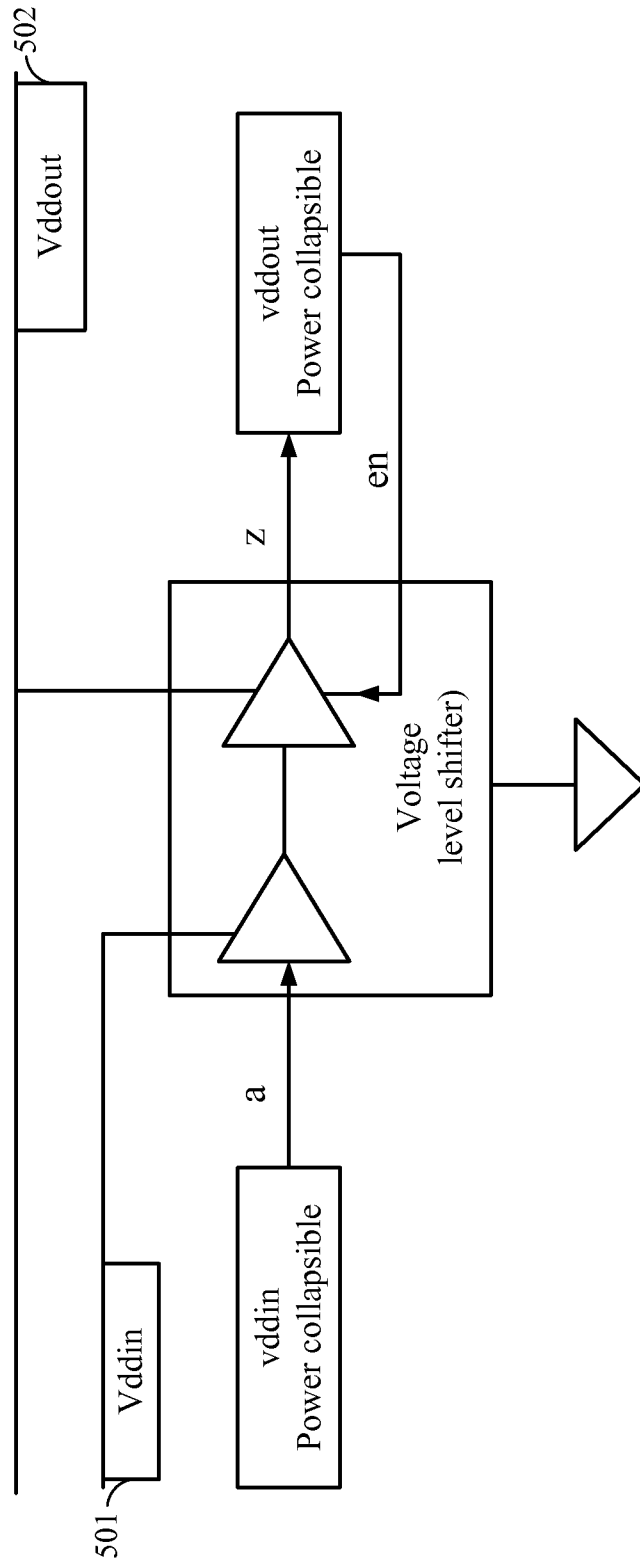 502
Vddout
Vddin
501
vddin
Power collapsible
a
Voltage
level shifter)
z
en
vddout
Power collapsible